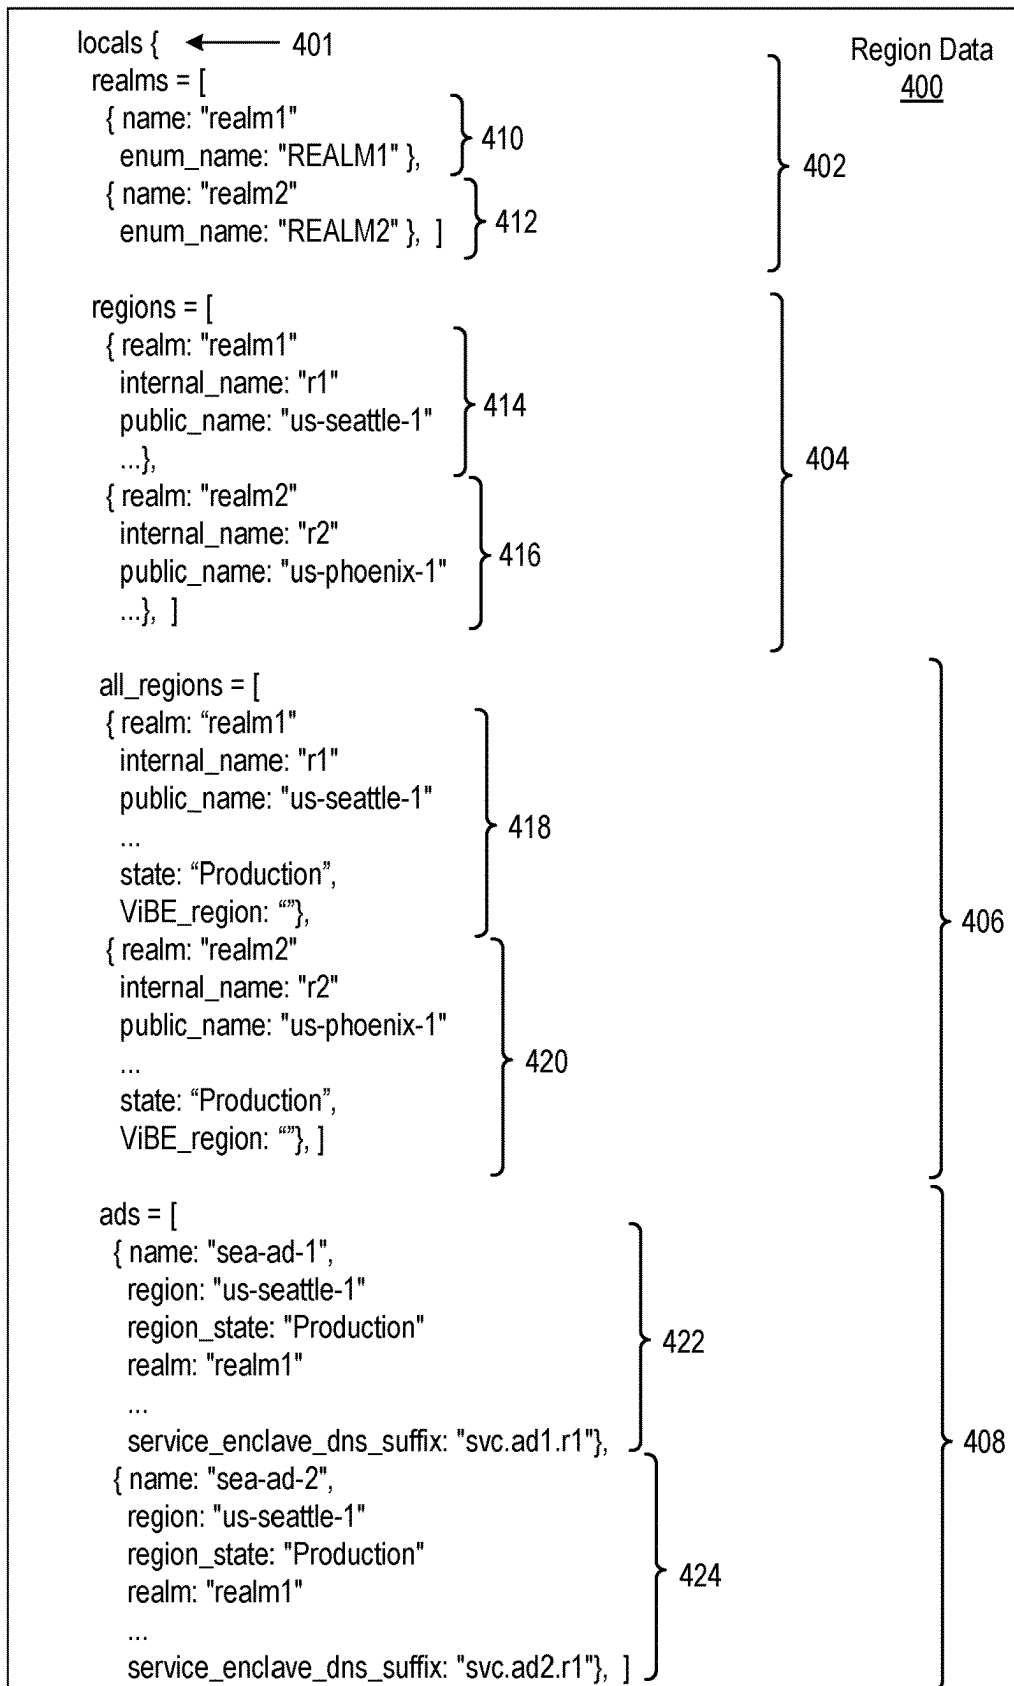 locals { 401
Region Data
400
realms = [
{ name: "realm1"
enum_name: "REALM1" },
410
{ name: "realm2"
enum_name: "REALM2" }, ]
412
402
regions = [
{ realm: "realm1"
internal_name: "r1"
public_name: "us-seattle-1"
...},
414
{ realm: "realm2"
internal_name: "r2"
public_name: "us-phoenix-1"
...}, ]
416
404
all_regions = [
{ realm: “realm1"
internal_name: "r1"
public_name: "us-seattle-1"
...
state: “Production”,
ViBE_region: “”},
418
{ realm: "realm2"
internal_name: "r2"
public_name: "us-phoenix-1"
...
state: “Production”,
ViBE_region: “”}, ]
420
406
ads = [
{ name: "sea-ad-1",
region: "us-seattle-1"
region_state: "Production"
realm: "realm1"
...
service_enclave_dns_suffix: "svc.ad1.r1"},
422
{ name: "sea-ad-2",
region: "us-seattle-1"
region_state: "Production"
realm: "realm1"
...
service_enclave_dns_suffix: "svc.ad2.r1"}, ]
424
408